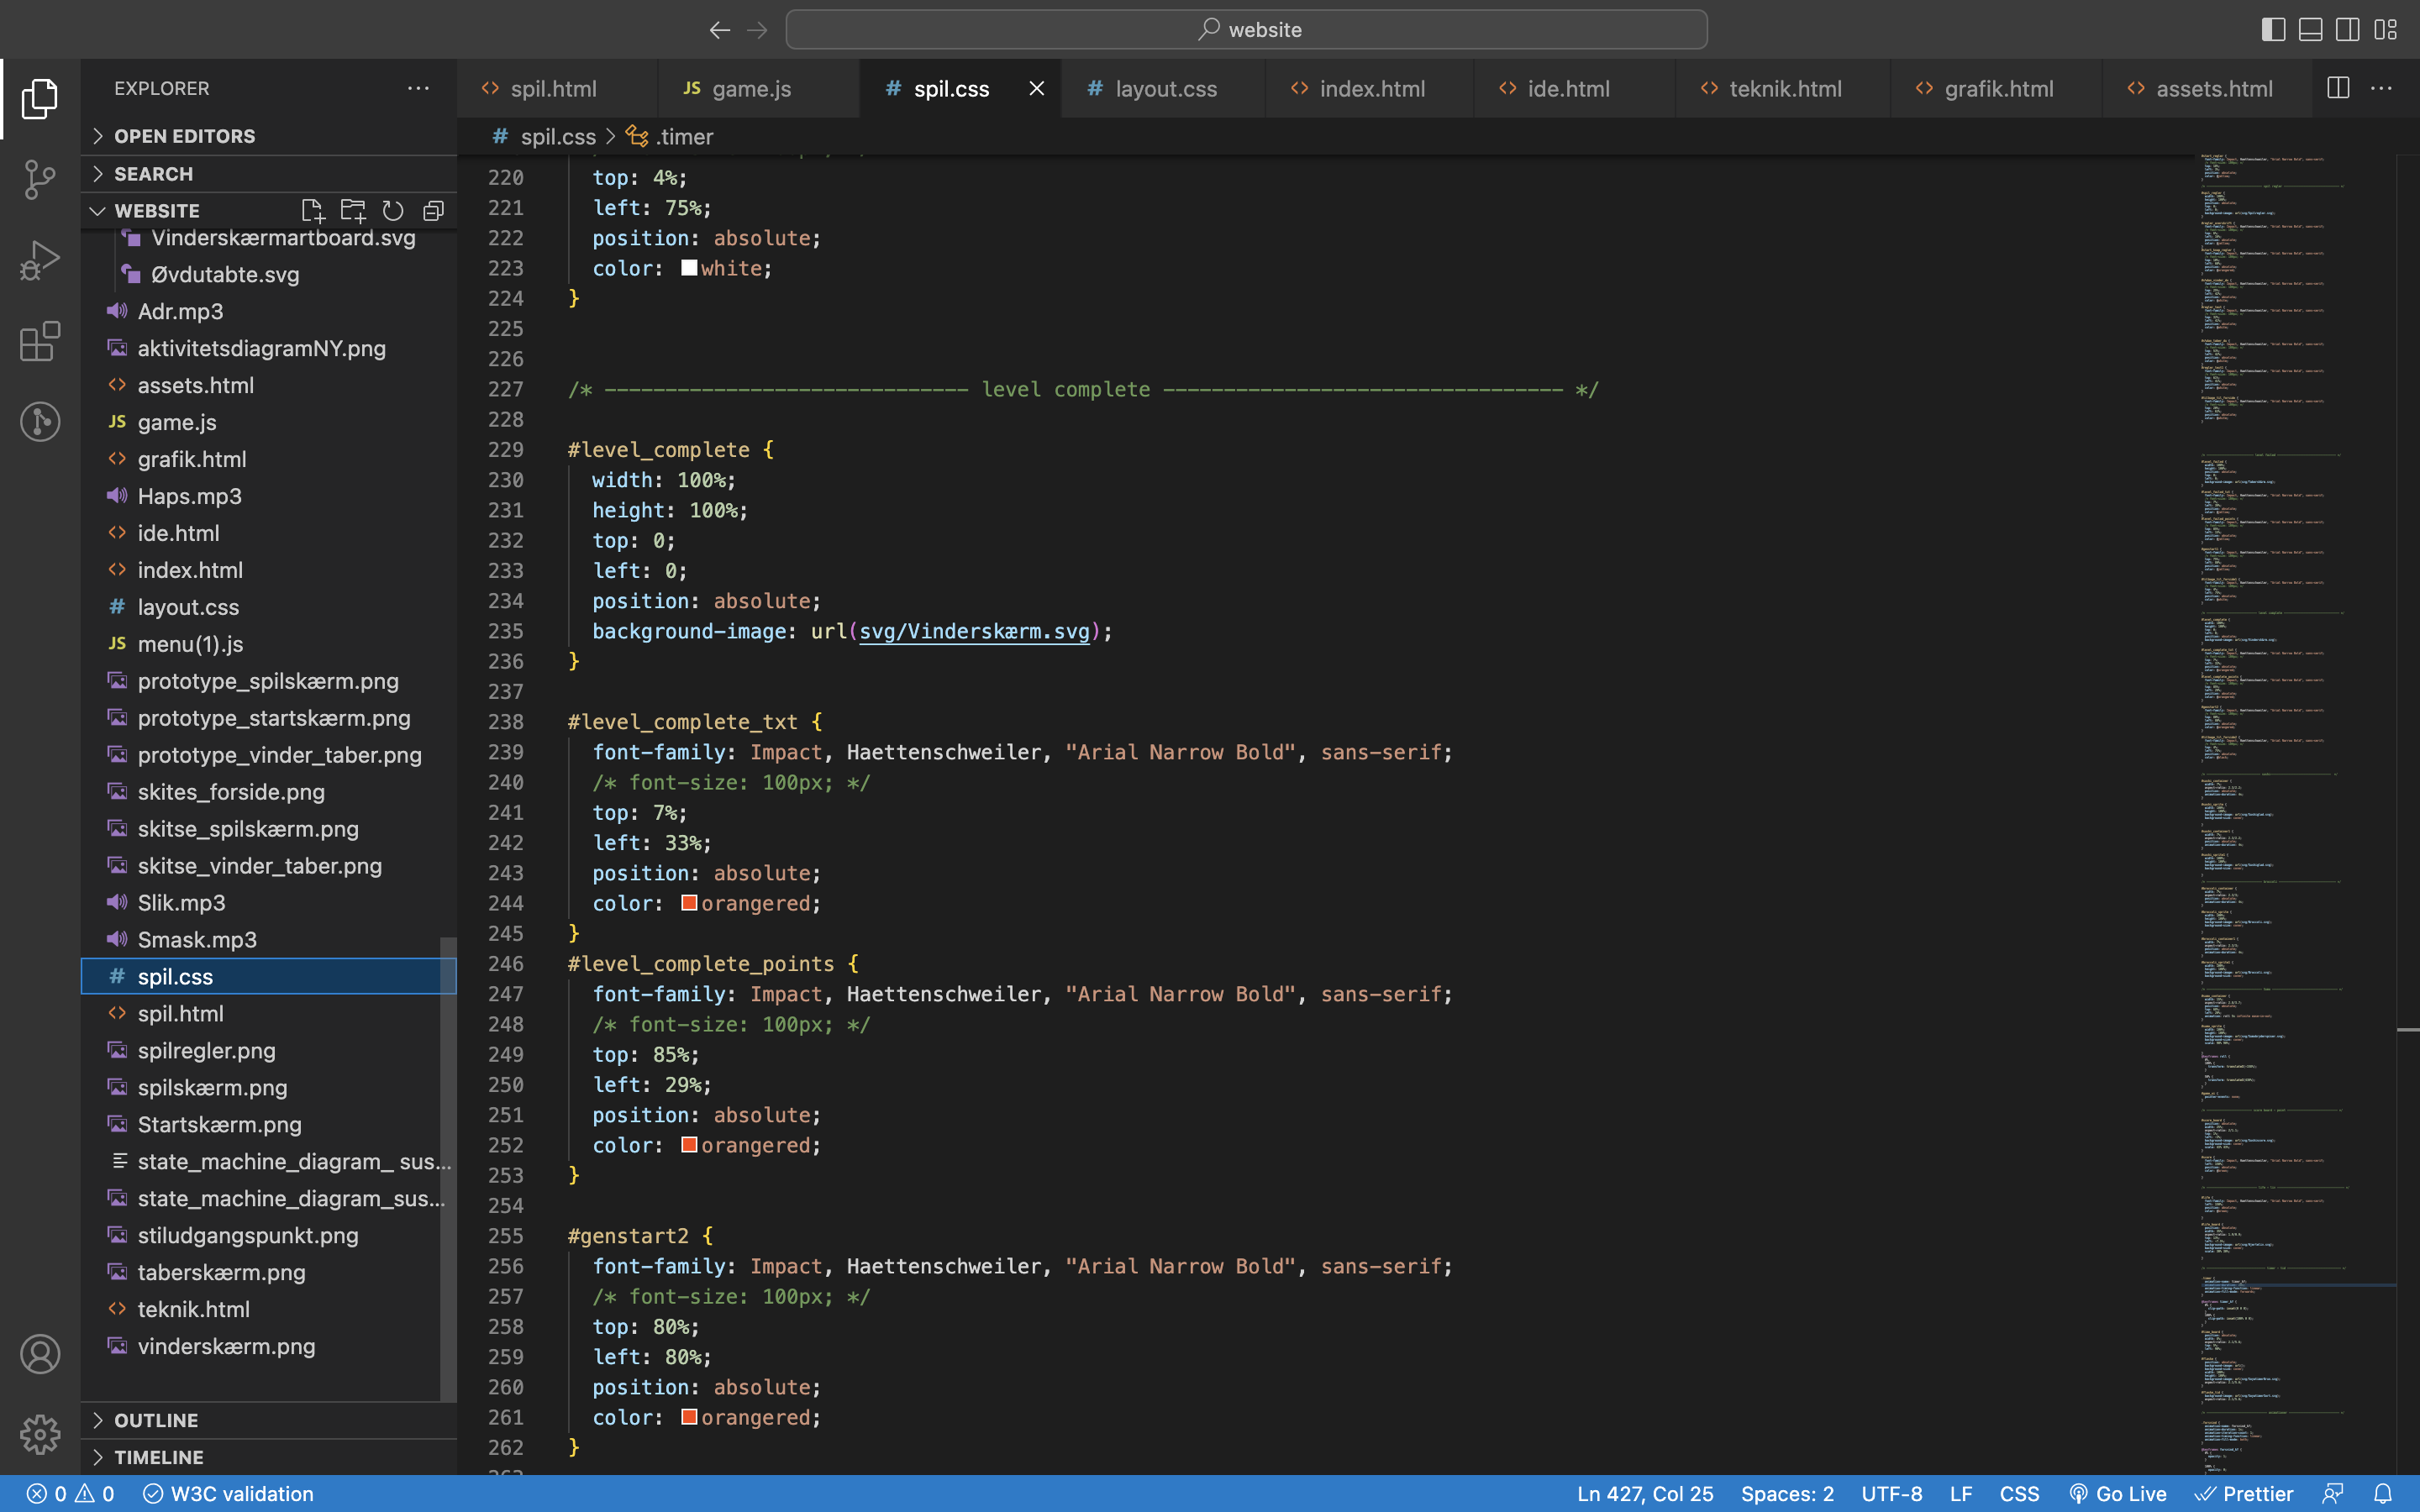 website
EXPLORER
OPEN EDITORS
SEARCH
WEBSITE
Vinderskærmartboard.svg
Øvdutabte.svg
Adr.mp3
aktivitetsdiagramNY.png
<> assets.html
JS game.js
<> grafik.html
Haps.mp3
<> ide.html
<> index.html
# layout.css
JS menu(1).js
prototype_spilskærm.png
prototype_startskærm.png
prototype_vinder_taber.png
skites_forside.png
skitse_spilskærm.png
skitse_vinder_taber.png
Slik.mp3
Smask.mp3
# spil.css
<> spil.html
spilregler.png
spilskærm.png
Startskærm.png
state_machine_diagram_ sus...
state_machine_diagram_sus...
stiludgangspunkt.png
taberskærm.png
<> teknik.html
vinderskærm.png
OUTLINE
TIMELINE
<> spil.html JS game.js # spil.css # layout.css <> index.html <> ide.html <> teknik.html <> grafik.html <> assets.html
# spil.css > .timer
220 top: 4%;
221 left: 75%;
222 position: absolute;
223 color: white;
224 }
225
226
227 /* ------------------------------ level complete --------------------------------- */
228
229 #level_complete {
230 width: 100%;
231 height: 100%;
232 top: 0;
233 left: 0;
234 position: absolute;
235 background-image: url(svg/Vinderskærm.svg);
236 }
237
238 #level_complete_txt {
239 font-family: Impact, Haettenschweiler, "Arial Narrow Bold", sans-serif;
240 /* font-size: 100px; */
241 top: 7%;
242 left: 33%;
243 position: absolute;
244 color: orangered;
245 }
246 #level_complete_points {
247 font-family: Impact, Haettenschweiler, "Arial Narrow Bold", sans-serif;
248 /* font-size: 100px; */
249 top: 85%;
250 left: 29%;
251 position: absolute;
252 color: orangered;
253 }
254
255 #genstart2 {
256 font-family: Impact, Haettenschweiler, "Arial Narrow Bold", sans-serif;
257 /* font-size: 100px; */
258 top: 80%;
259 left: 80%;
260 position: absolute;
261 color: orangered;
262 }
0 0 W3C validation Ln 427, Col 25 Spaces: 2 UTF-8 LF CSS Go Live Prettier